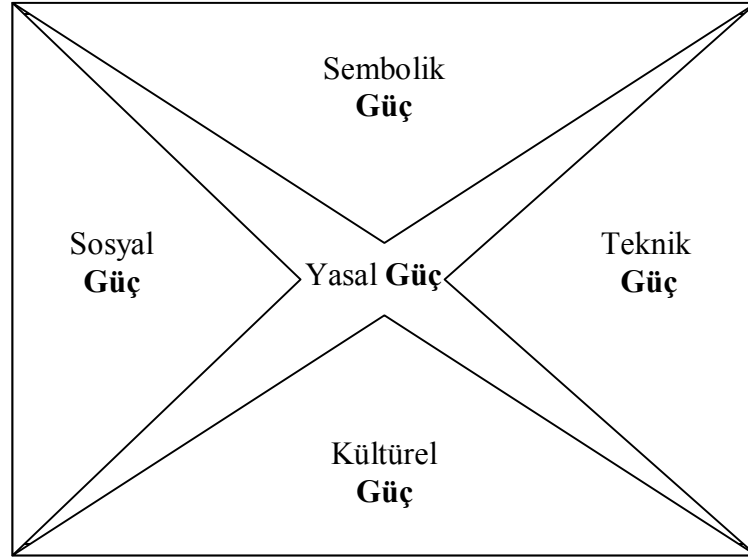 Sembolik
Güç
Sosyal
Güç
Yasal Güç
Teknik
Güç
Kültürel
Güç